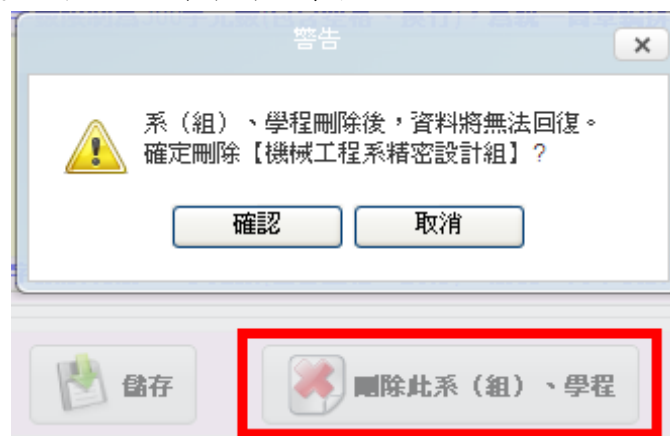 警告
系（組）、學程刪除後，資料將無法回復。
確定刪除【機械工程系精密設計組】？
確認
取消
儲存
刪除此系（組）、學程